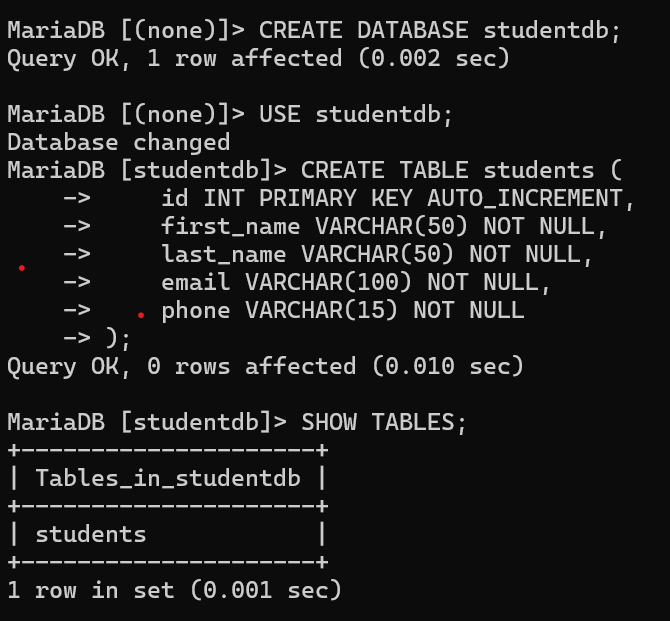 MariaDB [(none)]> CREATE DATABASE studentdb;
Query OK, 1 row affected (0.002 sec)
MariaDB [(none)]> USE studentdb;
Database changed
MariaDB [studentdb]> CREATE TABLE students (
    ->     id INT PRIMARY KEY AUTO_INCREMENT,
    ->     first_name VARCHAR(50) NOT NULL,
    ->     last_name VARCHAR(50) NOT NULL,
    ->     email VARCHAR(100) NOT NULL,
    ->     phone VARCHAR(15) NOT NULL
    -> );
Query OK, 0 rows affected (0.010 sec)
MariaDB [studentdb]> SHOW TABLES;
+---------------------+
| Tables_in_studentdb |
+---------------------+
| students            |
+---------------------+
1 row in set (0.001 sec)